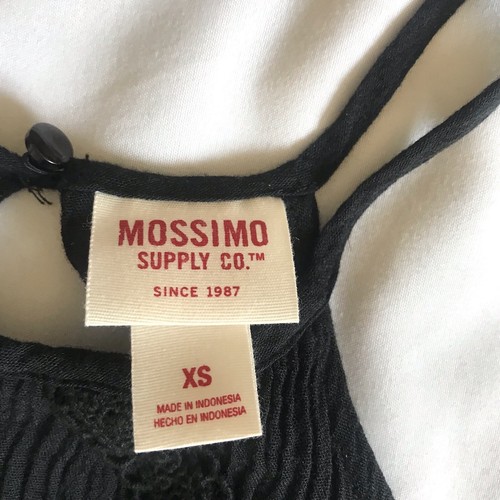 MOSSIMO
SUPPLY CO.™
SINCE 1987
XS
MADE IN INDONESIA
HECHO EN INDONESIA